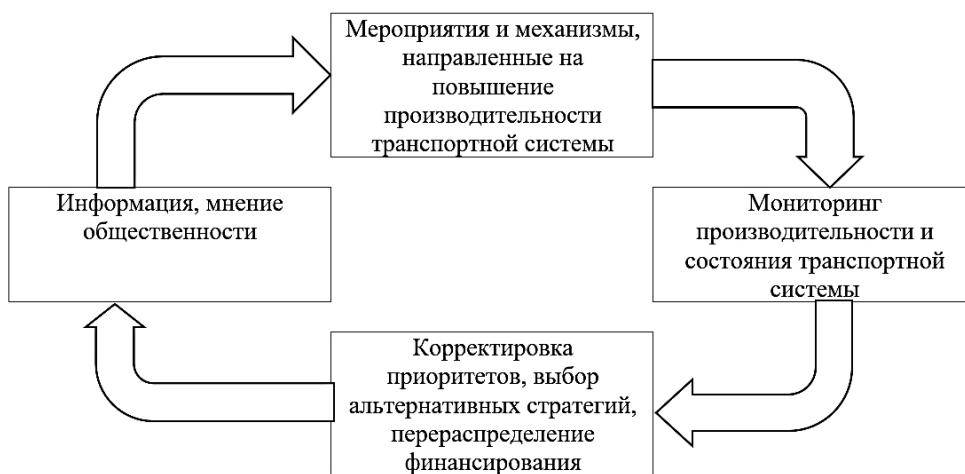 Мероприятия и механизмы,
направленные на
повышение
производительности
транспортной системы
Информация, мнение
общественности
Мониторинг
производительности и
состояния транспортной
системы
Корректировка
приоритетов, выбор
альтернативных стратегий,
перераспределение
финансирования